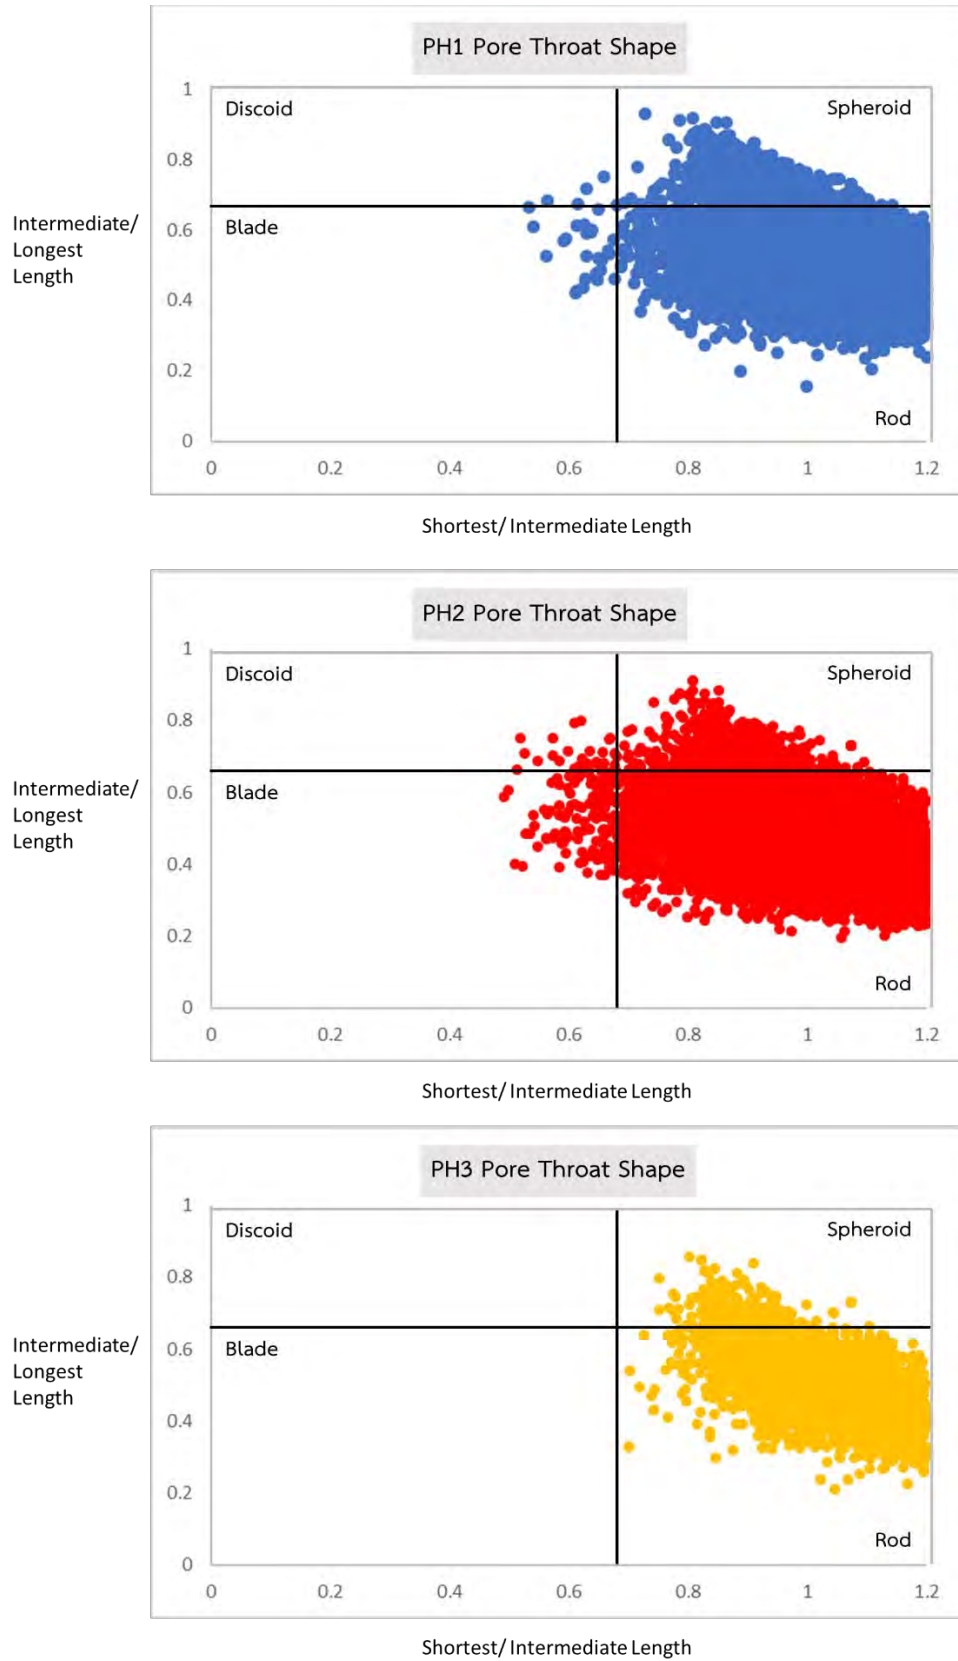 PH1 Pore Throat Shape
1
Discoid
Spheroid
0.8
Intermediate/
Longest
Length
0.6
Blade
0.4
0.2
Rod
0
0 0.2 0.4 0.6 0.8 1 1.2
Shortest/ Intermediate Length
PH2 Pore Throat Shape
1
Discoid
Spheroid
0.8
Intermediate/
Longest
Length
0.6
Blade
0.4
0.2
Rod
0
0 0.2 0.4 0.6 0.8 1 1.2
Shortest/ Intermediate Length
PH3 Pore Throat Shape
1
Discoid
Spheroid
0.8
Intermediate/
Longest
Length
0.6
Blade
0.4
0.2
Rod
0
0 0.2 0.4 0.6 0.8 1 1.2
Shortest/ Intermediate Length